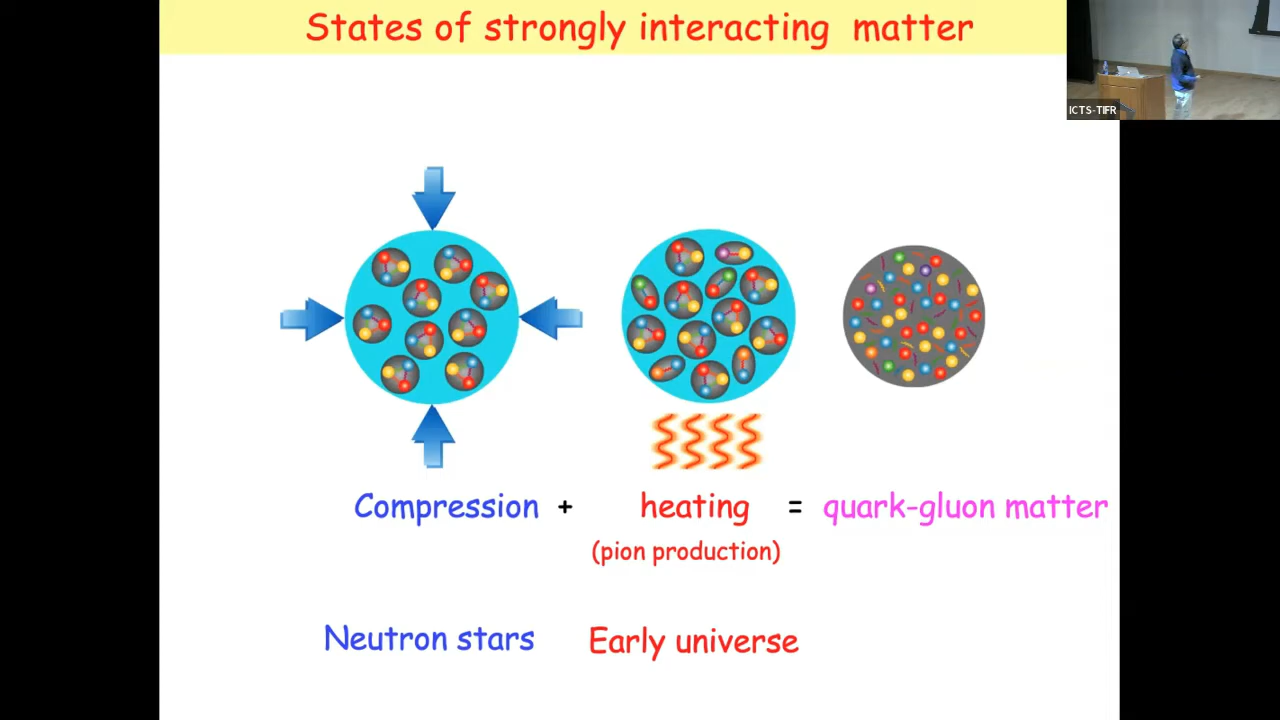 States of strongly interacting matter
ICTS-TIFR
Compression + heating = quark-gluon matter
(pion production)
Neutron stars Early universe